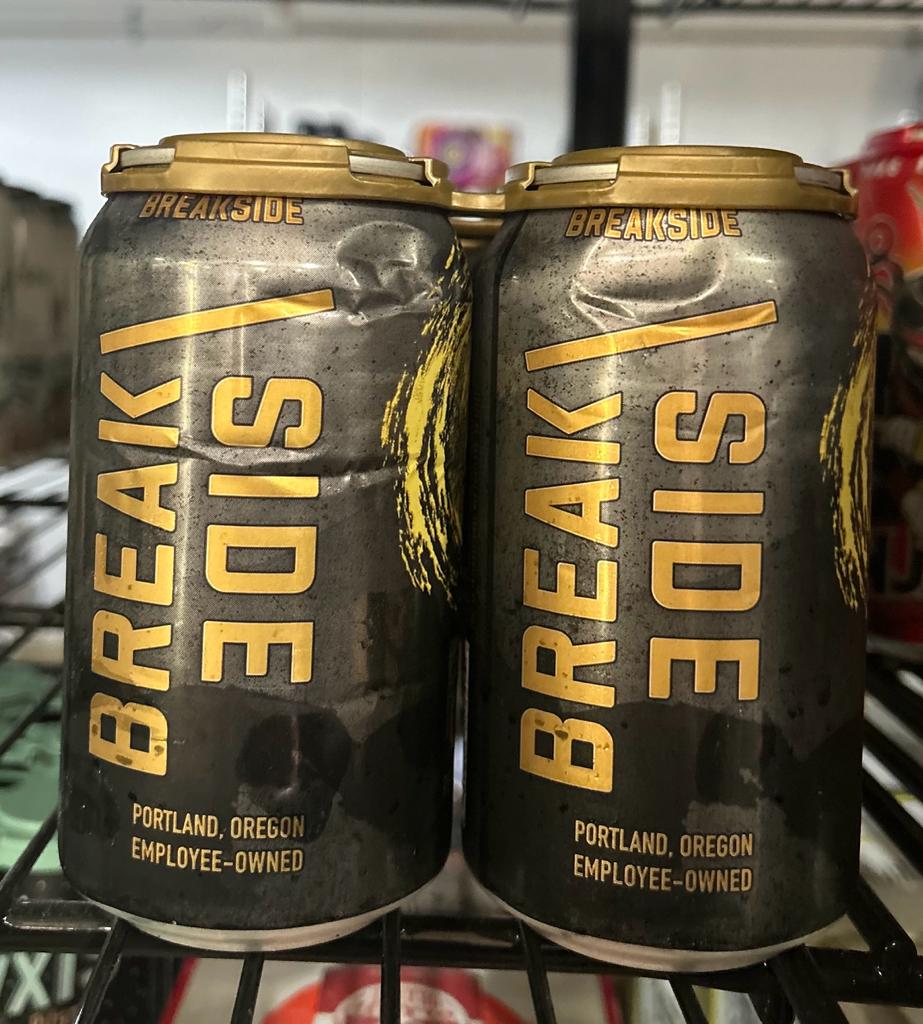 BREAKSIDE
BREAK\
SIDE
PORTLAND, OREGON
EMPLOYEE-OWNED
BREAKSIDE
BREAK\
SIDE
PORTLAND, OREGON
EMPLOYEE-OWNED